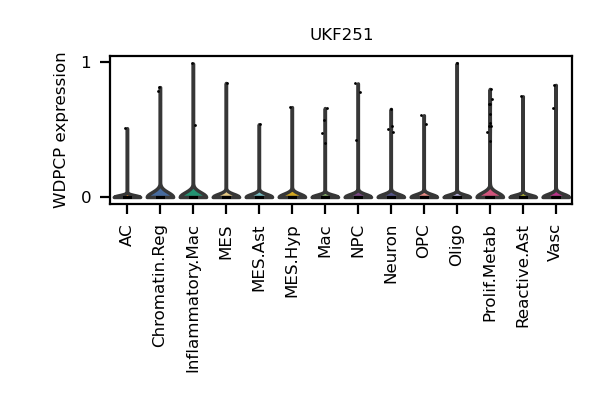 UKF251
WDPCP expression
1
0
AC
Chromatin.Reg
Inflammatory.Mac
MES
MES.Ast
MES.Hyp
Mac
NPC
Neuron
OPC
Oligo
Prolif.Metab
Reactive.Ast
Vasc